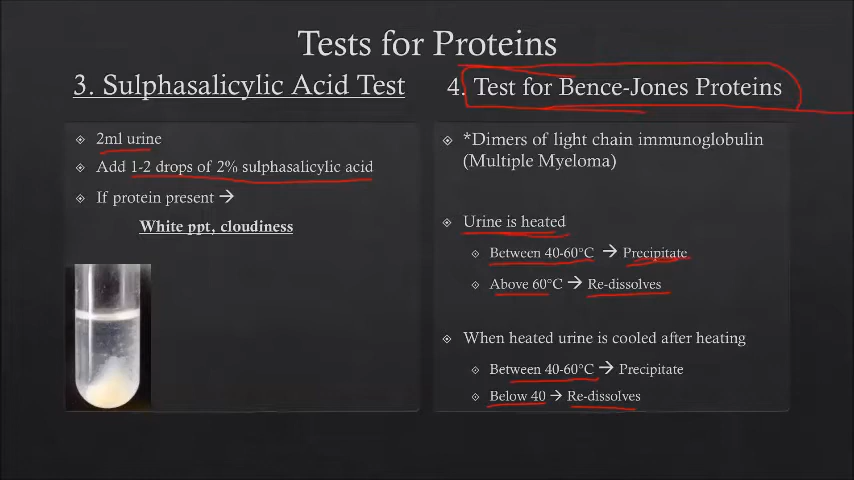 Tests for Proteins
3. Sulphasalicylic Acid Test
2ml urine
Add 1-2 drops of 2% sulphasalicylic acid
If protein present →
White ppt, cloudiness
4. Test for Bence-Jones Proteins
*Dimers of light chain immunoglobulin
(Multiple Myeloma)
Urine is heated
Between 40-60°C → Precipitate
Above 60°C → Re-dissolves
When heated urine is cooled after heating
Between 40-60°C → Precipitate
Below 40 → Re-dissolves